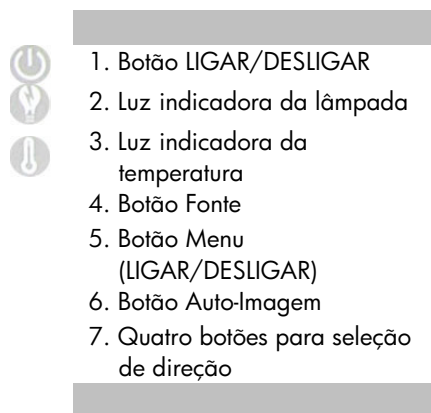 1. Botão LIGAR/DESLIGAR
2. Luz indicadora da lâmpada
3. Luz indicadora da
temperatura
4. Botão Fonte
5. Botão Menu
(LIGAR/DESLIGAR)
6. Botão Auto-Imagem
7. Quatro botões para seleção
de direção